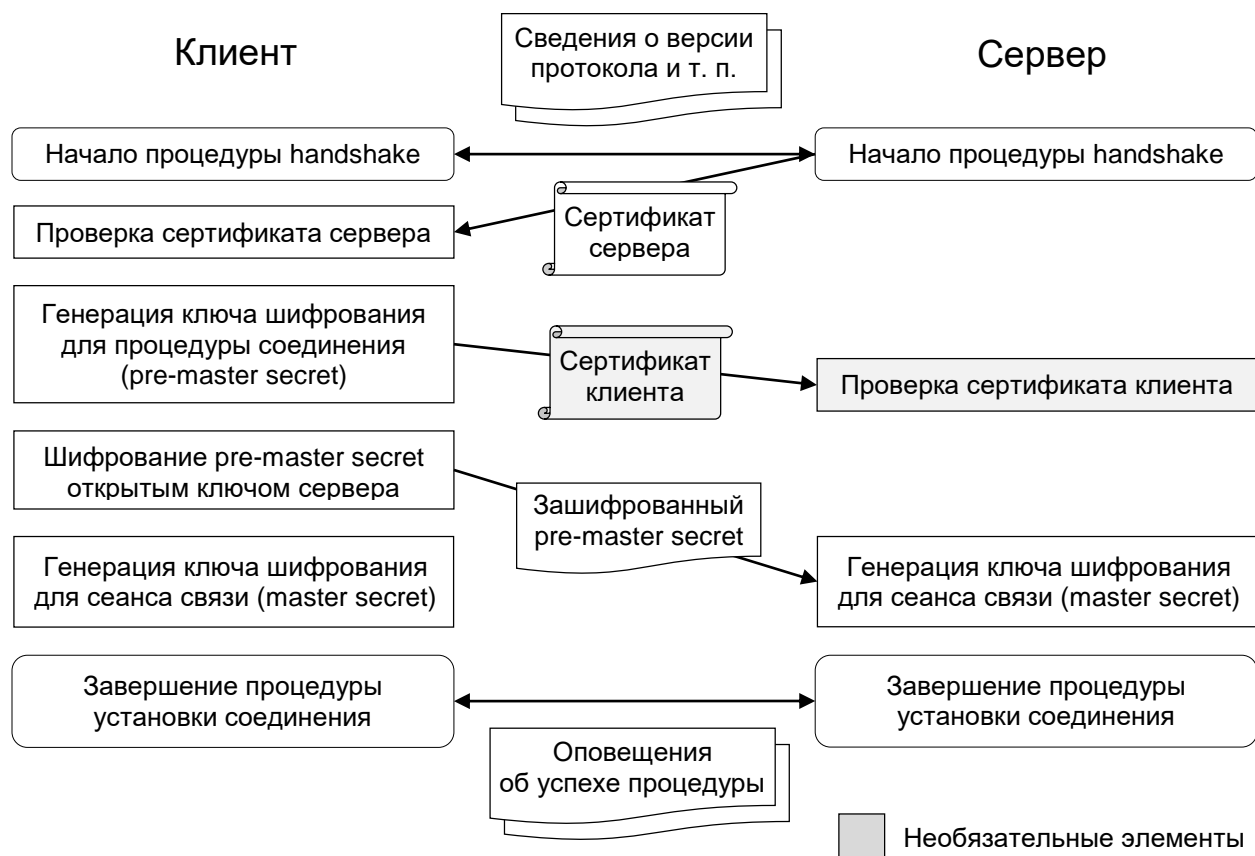 Клиент
Сведения о версии
протокола и т. п.
Сервер
Начало процедуры handshake
Начало процедуры handshake
Проверка сертификата сервера
Сертификат
сервера
Генерация ключа шифрования
для процедуры соединения
(pre-master secret)
Сертификат
клиента
Проверка сертификата клиента
Шифрование pre-master secret
открытым ключом сервера
Зашифрованный
pre-master secret
Генерация ключа шифрования
для сеанса связи (master secret)
Генерация ключа шифрования
для сеанса связи (master secret)
Завершение процедуры
установки соединения
Завершение процедуры
установки соединения
Оповещения
об успехе процедуры
Необязательные элементы